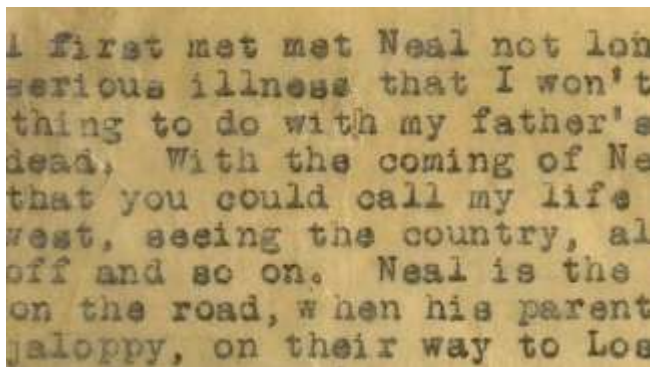 I first met met Neal not lon
serious illness that I won't
thing to do with my father's
dead. With the coming of Ne
that you could call my life
west, seeing the country, al
off and so on. Neal is the
on the road, w hen his parent
jaloppy, on their way to Los